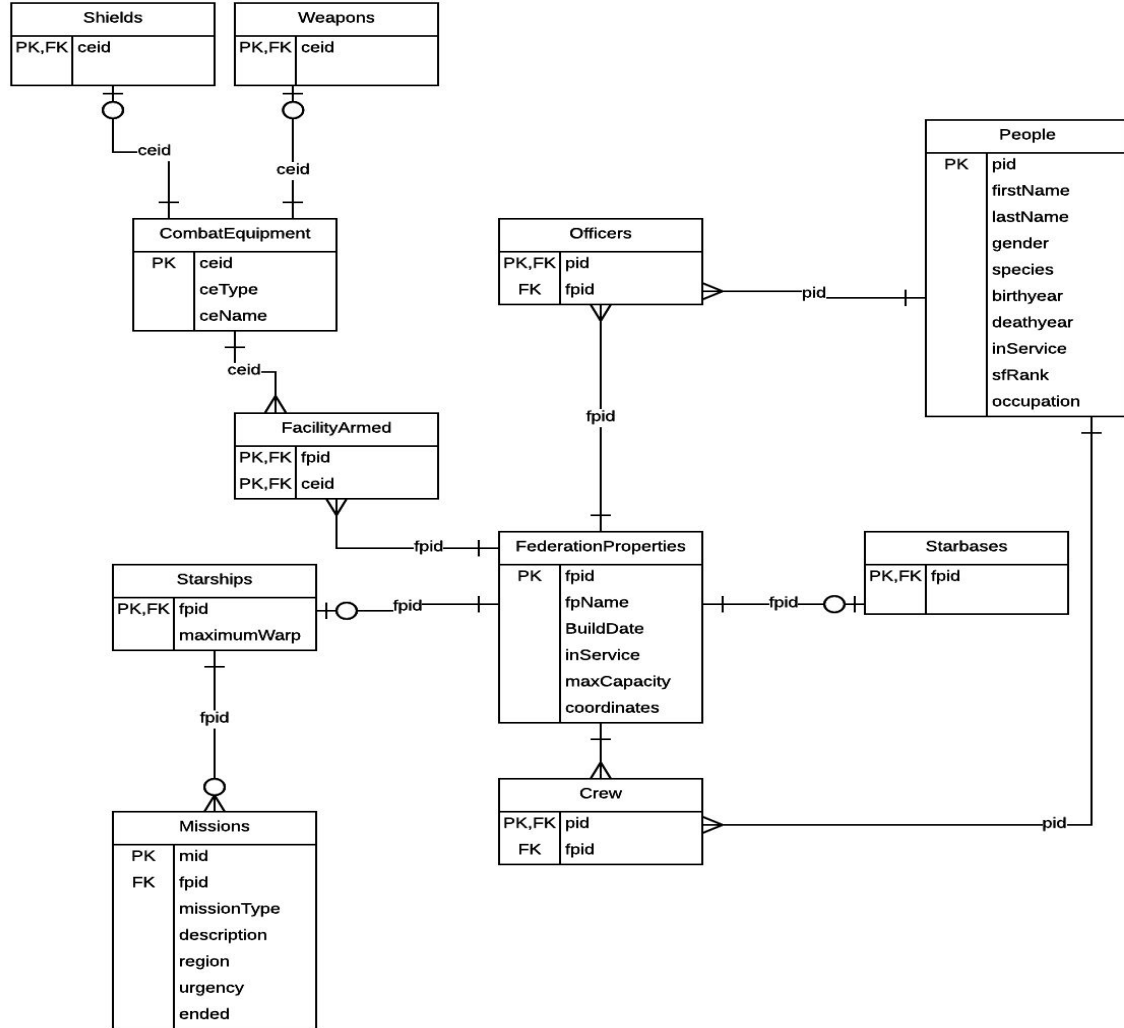 Shields
PK,FK ceid
Weapons
PK,FK ceid
ceid
ceid
CombatEquipment
PK ceid
ceType
ceName
ceid
FacilityArmed
PK,FK fpid
PK,FK ceid
fpid
Officers
PK,FK pid
FK fpid
pid
fpid
People
PK pid
firstName
lastName
gender
species
birthyear
deathyear
inService
sfRank
occupation
FederationProperties
PK fpid
fpName
BuildDate
inService
maxCapacity
coordinates
fpid
Starbases
PK,FK fpid
Starships
PK,FK fpid
maximumWarp
fpid
fpid
Crew
PK,FK pid
FK fpid
pid
Missions
PK mid
FK fpid
missionType
description
region
urgency
ended